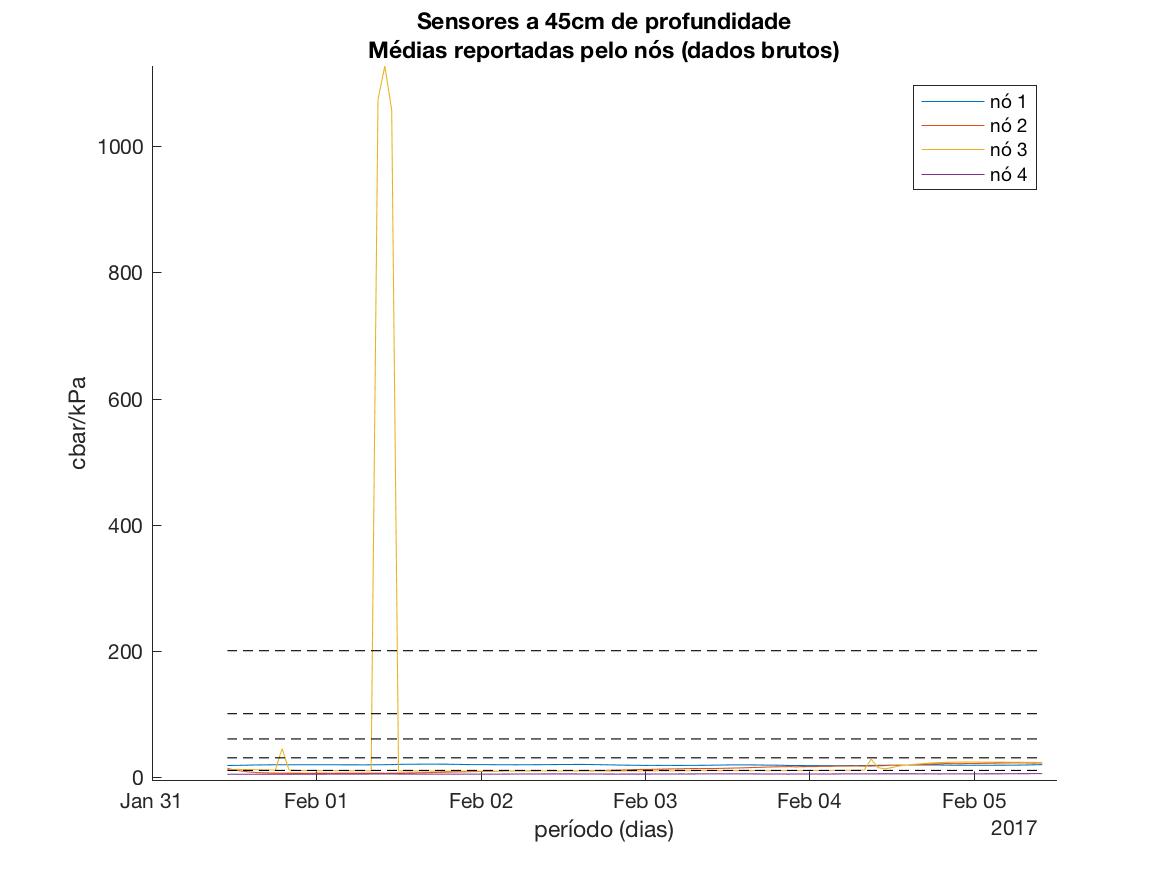 Sensores a 45cm de profundidade
Médias reportadas pelo nós (dados brutos)
nó 1
nó 2
nó 3
nó 4
1000
800
600
400
200
0
cbar/kPa
Jan 31 Feb 01 Feb 02 Feb 03 Feb 04 Feb 05
2017
período (dias)